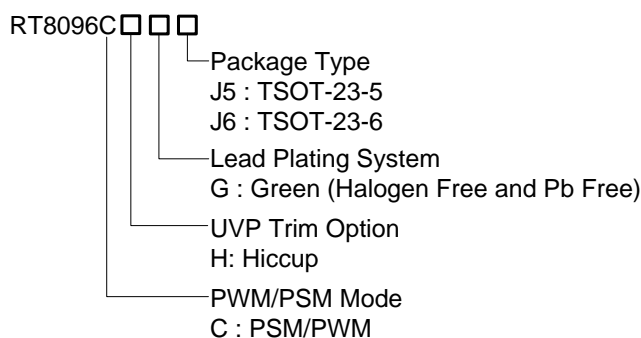 RT8096C□□□
Package Type
J5 : TSOT-23-5
J6 : TSOT-23-6
Lead Plating System
G : Green (Halogen Free and Pb Free)
UVP Trim Option
H: Hiccup
PWM/PSM Mode
C : PSM/PWM